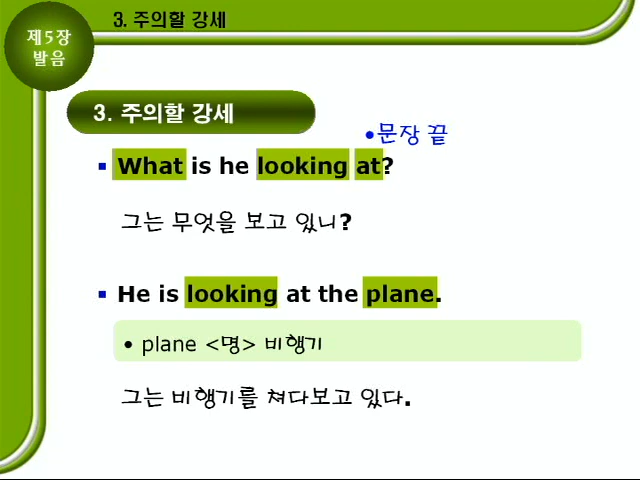 3. 주의할 강세
제5장
발음
3. 주의할 강세
•문장 끝
▪ What is he looking at?
그는 무엇을 보고 있니?
▪ He is looking at the plane.
• plane <명> 비행기
그는 비행기를 쳐다보고 있다.